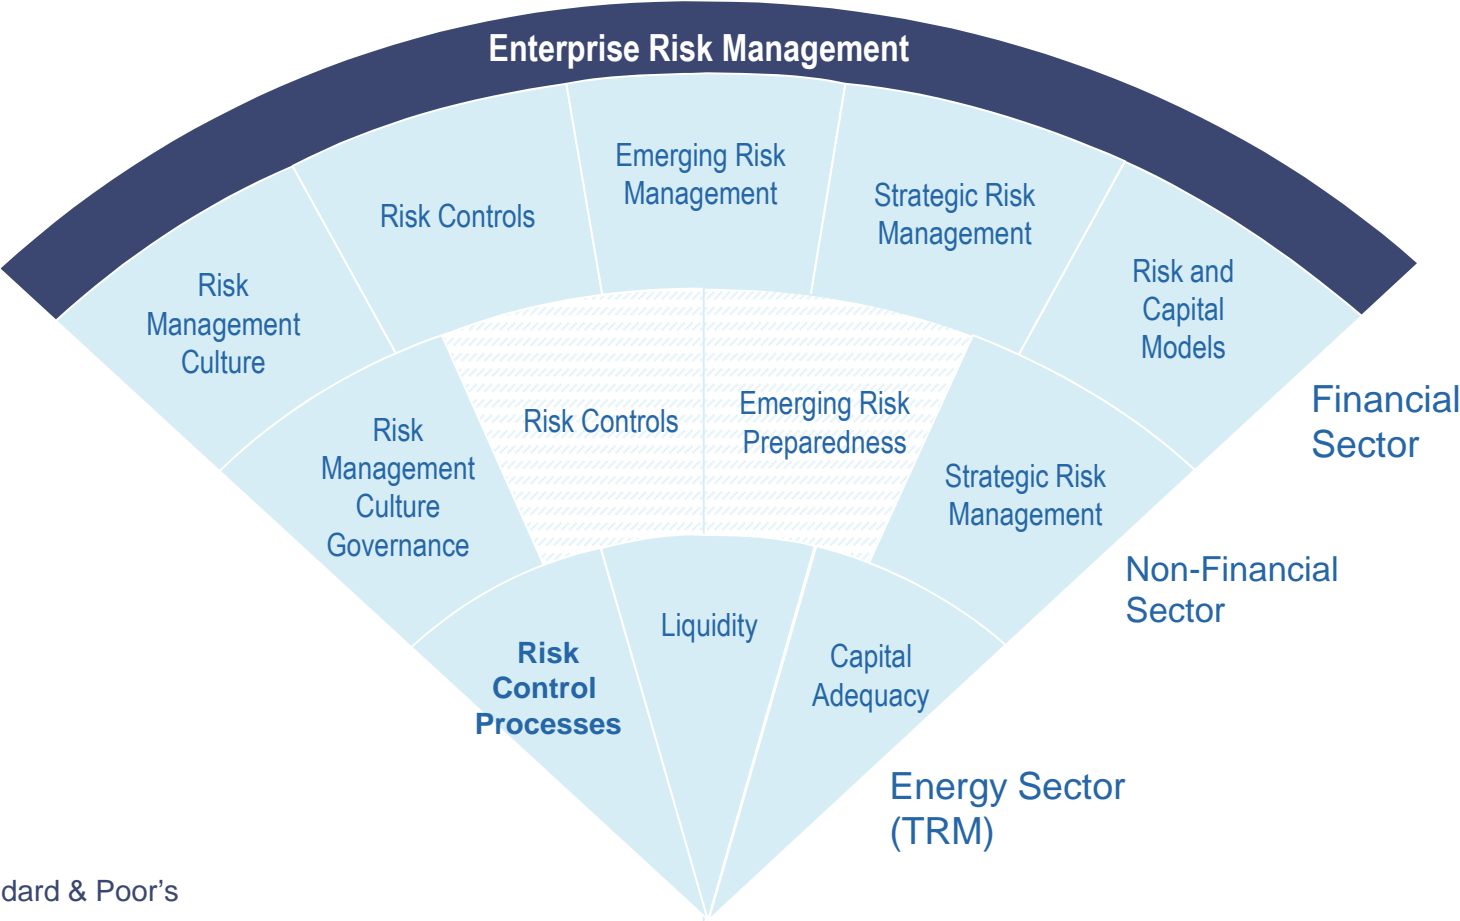 Enterprise Risk Management
Risk
Management
Culture
Risk Controls
Emerging Risk
Management
Strategic Risk
Management
Risk and
Capital
Models
Financial
Sector
Risk
Management
Culture
Governance
Risk Controls
Emerging Risk
Preparedness
Strategic Risk
Management
Non-Financial
Sector
Risk
Control
Processes
Liquidity
Capital
Adequacy
Energy Sector
(TRM)
dard & Poor’s